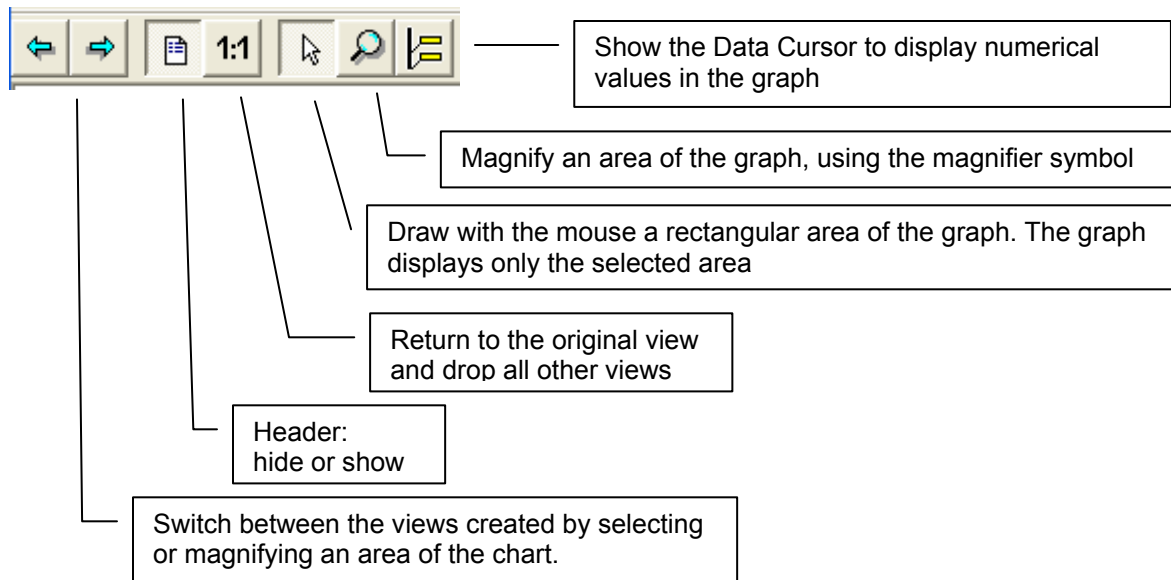 1:1
Show the Data Cursor to display numerical
values in the graph
Magnify an area of the graph, using the magnifier symbol
Draw with the mouse a rectangular area of the graph. The graph
displays only the selected area
Return to the original view
and drop all other views
Header:
hide or show
Switch between the views created by selecting
or magnifying an area of the chart.